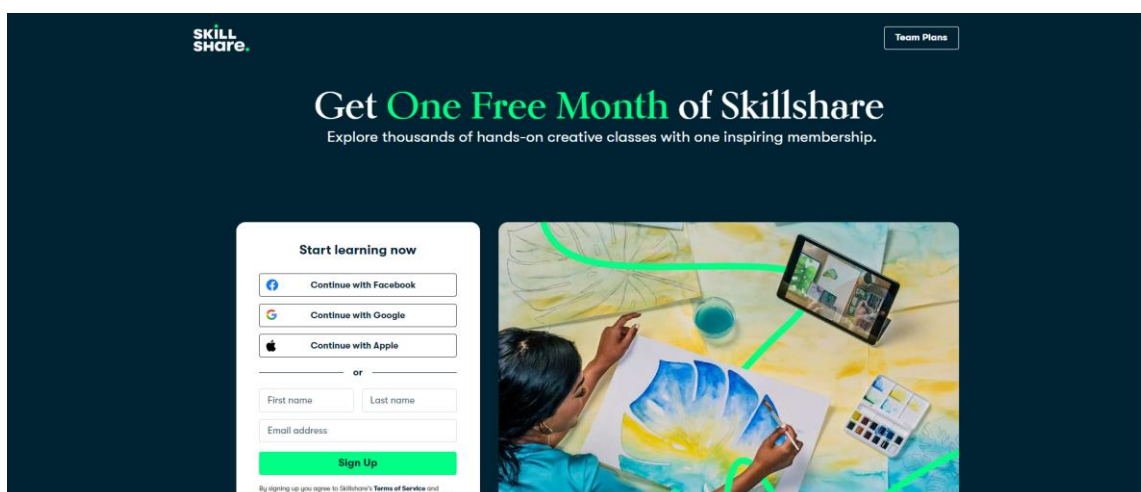 SKILL
SHARE.
Team Plans
Get One Free Month of Skillshare
Explore thousands of hands-on creative classes with one inspiring membership.
Start learning now
Continue with Facebook
Continue with Google
Continue with Apple
or
First name Last name
Email address
Sign Up
By signing up you agree to Skillshare's Terms of Service and